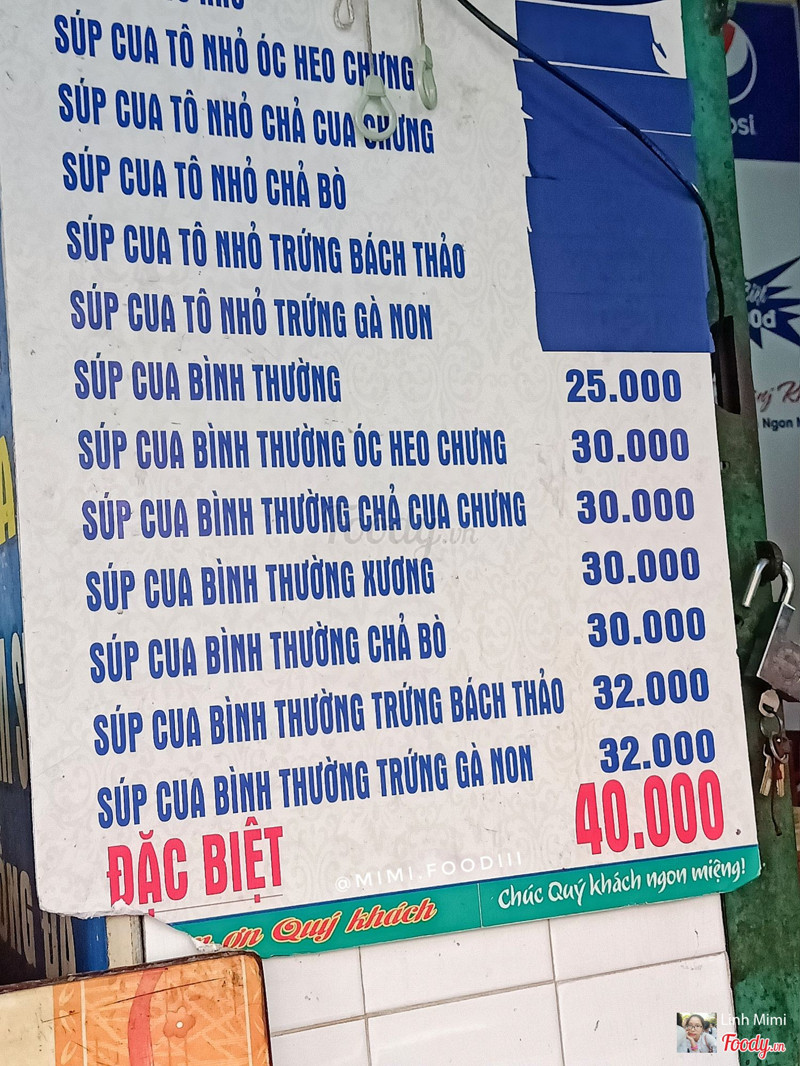 SÚP CUA TÔ NHỎ ÓC HEO CHƯNG
SÚP CUA TÔ NHỎ CHẢ CUA CHƯNG
SÚP CUA TÔ NHỎ CHẢ BÒ
SÚP CUA TÔ NHỎ TRỨNG BÁCH THẢO
SÚP CUA TÔ NHỎ TRỨNG GÀ NON
SÚP CUA BÌNH THƯỜNG 25.000
SÚP CUA BÌNH THƯỜNG ÓC HEO CHƯNG 30.000
SÚP CUA BÌNH THƯỜNG CHẢ CUA CHƯNG 30.000
SÚP CUA BÌNH THƯỜNG XƯƠNG 30.000
SÚP CUA BÌNH THƯỜNG CHẢ BÒ 30.000
SÚP CUA BÌNH THƯỜNG TRỨNG BÁCH THẢO 32.000
SÚP CUA BÌNH THƯỜNG TRỨNG GÀ NON 32.000
ĐẶC BIỆT 40.000
@MIMI.FOODIII
ơn Quý khách
Chúc Quý khách ngon miệng!
Foody.vn
Ngon
Linh Mimi
Foody.vn